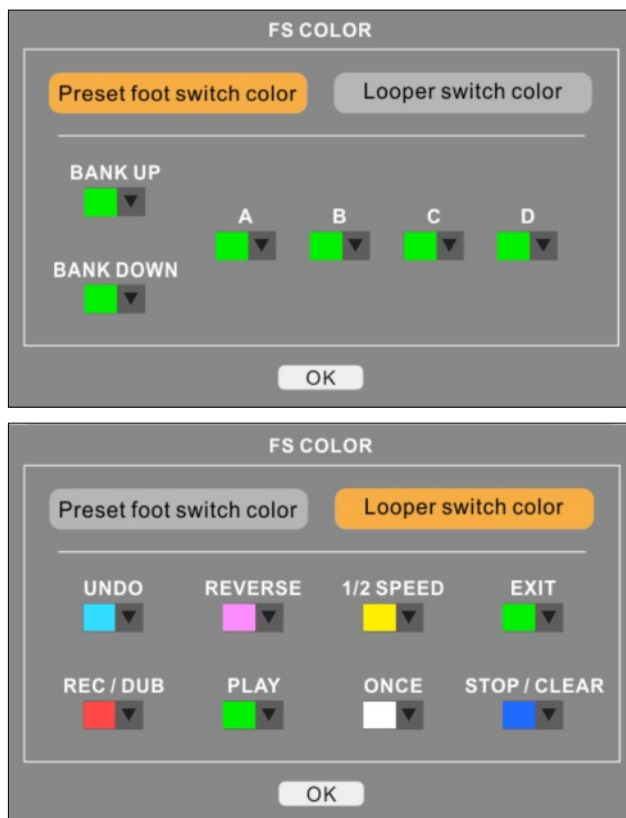 FS COLOR
Preset foot switch color Looper switch color
BANK UP
A B C D
BANK DOWN
OK
FS COLOR
Preset foot switch color Looper switch color
UNDO REVERSE 1/2 SPEED EXIT
REC / DUB PLAY ONCE STOP / CLEAR
OK